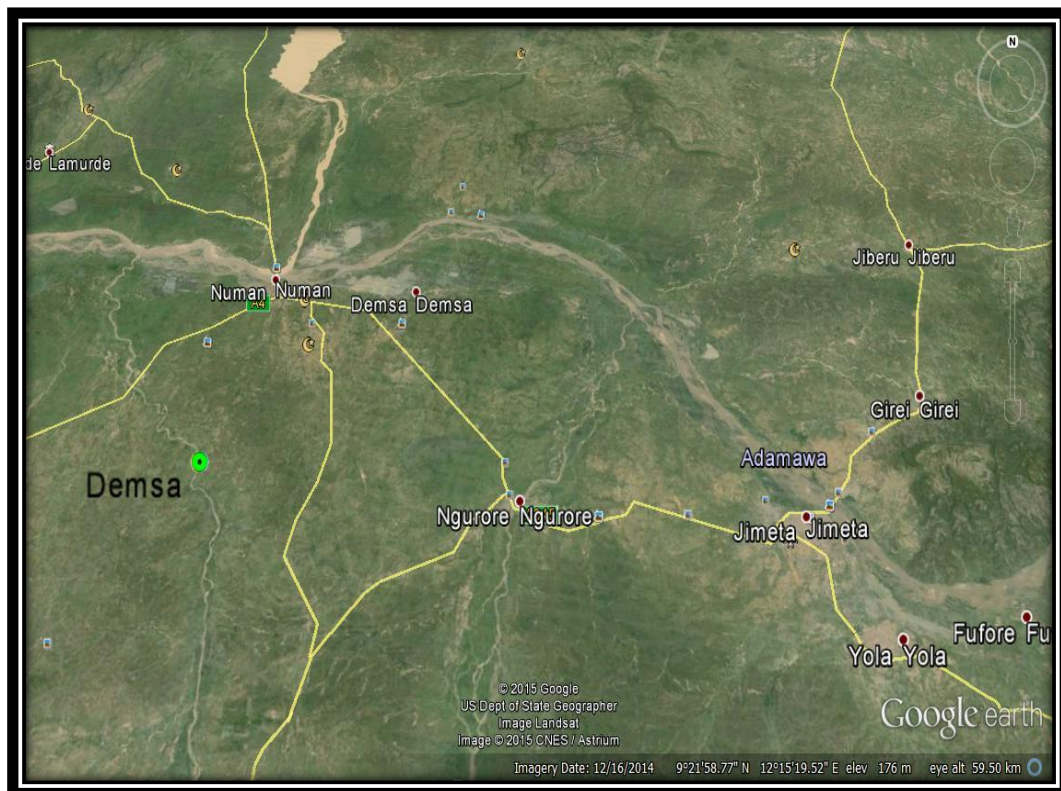 N
de Lamurde
Jiberu Jiberu
Numan Numan
A4
Demsa Demsa
Girei Girei
Adamawa
Demsa
Ngurore Ngurore
Jimeta Jimeta
Fufore Fu
Yola Yola
© 2015 Google
US Dept of State Geographer
Image Landsat
Image © 2015 CNES / Astrium
Google earth
Imagery Date: 12/16/2014 9°21'58.77" N 12°15'19.52" E elev 176 m eye alt 59.50 km